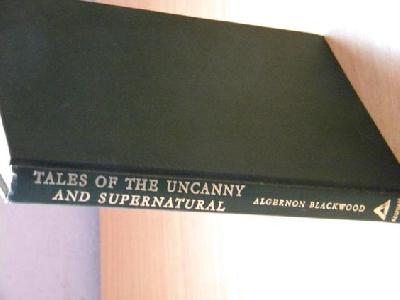 TALES OF THE UNCANNY
AND SUPERNATURAL
ALGERNON BLACKWOOD